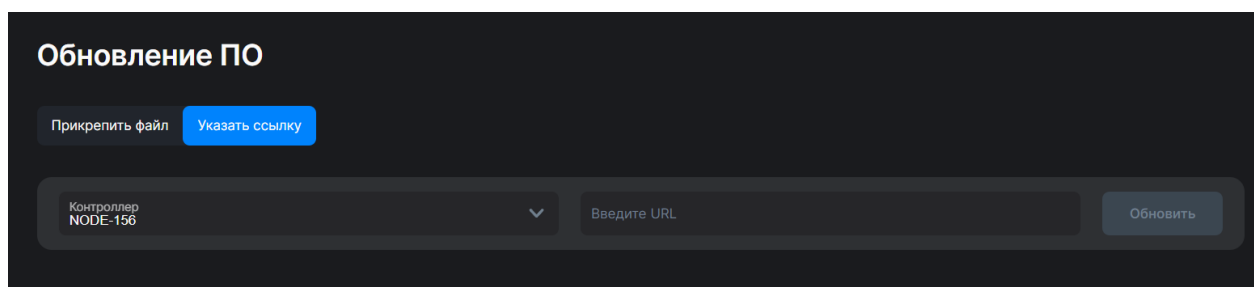 Обновление ПО
Прикрепить файл
Указать ссылку
Контроллер
NODE-156
Введите URL
Обновить